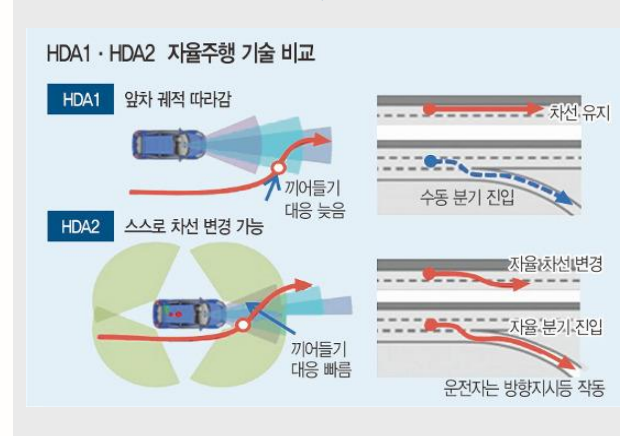 HDA1 · HDA2 자율주행 기술 비교
HDA1 앞차 궤적 따라감
끼어들기
대응 늦음
차선 유지
수동 분기 진입
HDA2 스스로 차선 변경 가능
끼어들기
대응 빠름
자율 차선 변경
자율 분기 진입
운전자는 방향지시등 작동